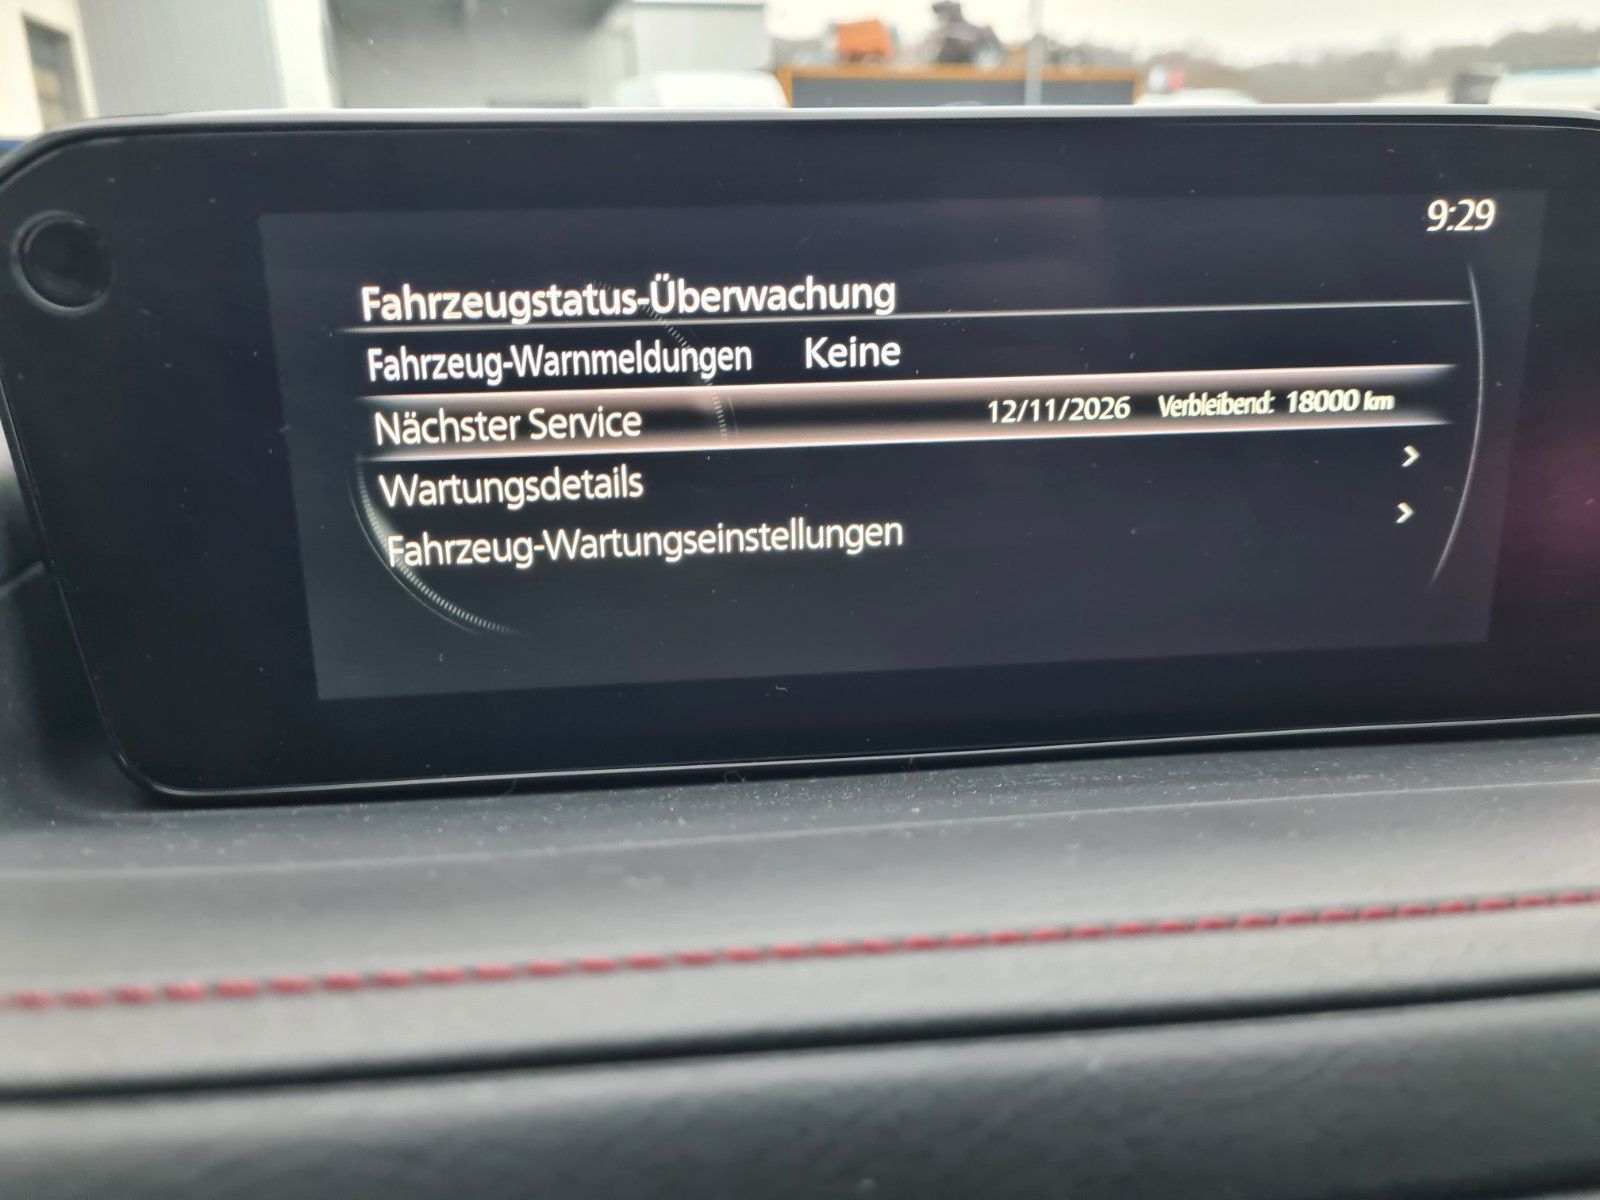 9:29
Fahrzeugstatus-Überwachung
Fahrzeug-Warnmeldungen Keine
Nächster Service 12/11/2026 Verbleibend: 18000 km
Wartungsdetails >
Fahrzeug-Wartungseinstellungen >